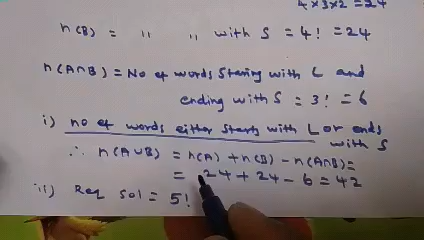 4×3×2=24
n(B) = " " with S = 4! = 24
n(A∩B) = No of words Staring with L and
ending with S = 3! = 6
i) no of words either starts with L or ends
with S
∴ n(A∪B) = n(A) + n(B) - n(A∩B) =
= 24 + 24 - 6 = 42
ii) Req Sol = 5!